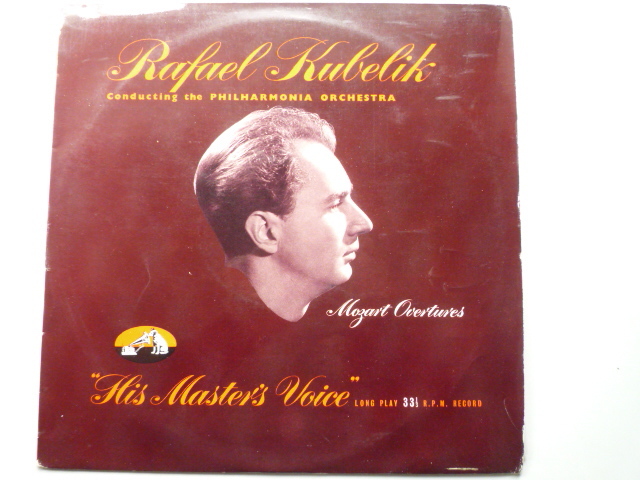 Rafael Kubelik
Conducting the PHILHARMONIA ORCHESTRA
Mozart Overtures
"His Master's Voice" LONG PLAY 33⅓ R.P.M. RECORD